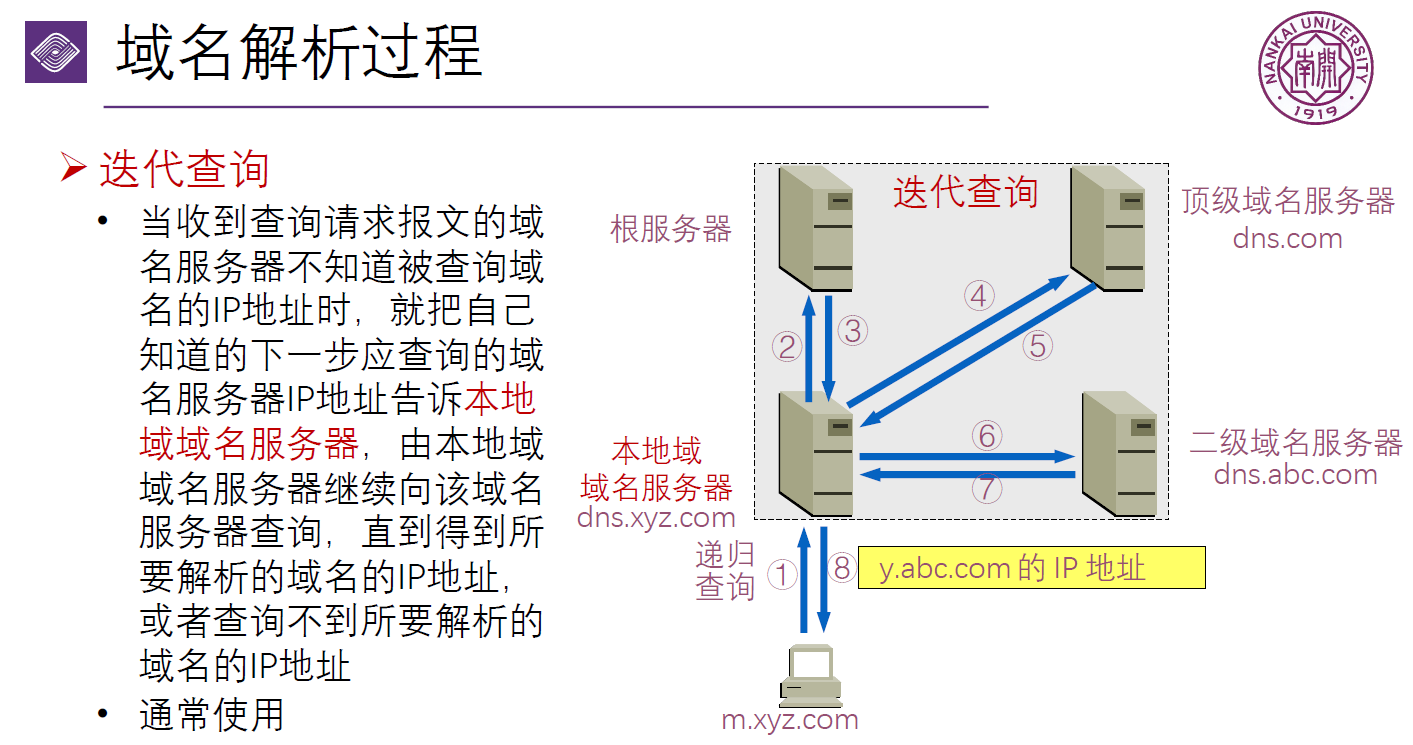 域名解析过程
NANKAI UNIVERSITY
南開
1919
➢ 迭代查询
• 当收到查询请求报文的域
名服务器不知道被查询域
名的IP地址时，就把自己
知道的下一步应查询的域
名服务器IP地址告诉本地
域域名服务器，由本地域
域名服务器继续向该域名
服务器查询，直到得到所
要解析的域名的IP地址，
或者查询不到所要解析的
域名的IP地址
• 通常使用
迭代查询
根服务器
顶级域名服务器
dns.com
②
③
④
⑤
本地域
域名服务器
dns.xyz.com
⑥
⑦
二级域名服务器
dns.abc.com
递归
查询
①
⑧
y.abc.com 的 IP 地址
m.xyz.com